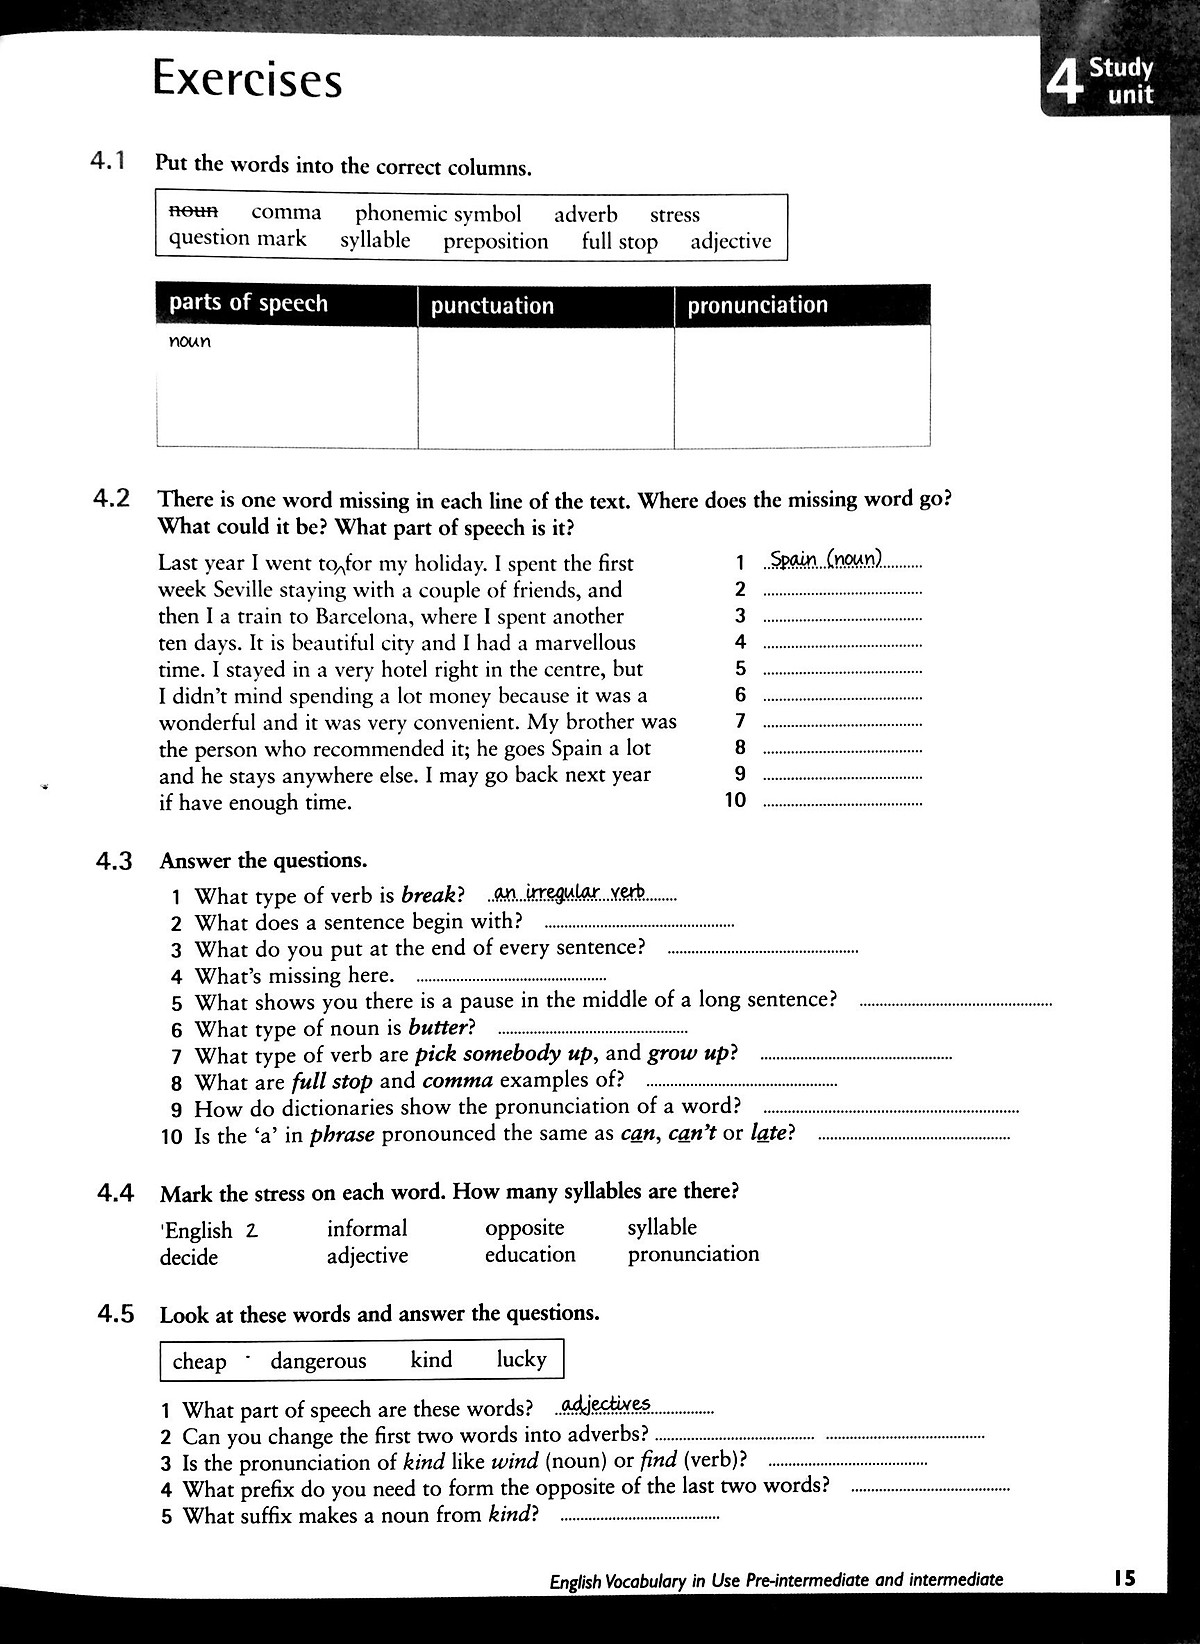 Exercises
4 Study unit
4.1 Put the words into the correct columns.
noun comma phonemic symbol adverb stress
question mark syllable preposition full stop adjective
parts of speech punctuation pronunciation
noun
4.2 There is one word missing in each line of the text. Where does the missing word go?
What could it be? What part of speech is it?
Last year I went to‸for my holiday. I spent the first 1 Spain (noun)
week Seville staying with a couple of friends, and 2
then I a train to Barcelona, where I spent another 3
ten days. It is beautiful city and I had a marvellous 4
time. I stayed in a very hotel right in the centre, but 5
I didn't mind spending a lot money because it was a 6
wonderful and it was very convenient. My brother was 7
the person who recommended it; he goes Spain a lot 8
and he stays anywhere else. I may go back next year 9
if have enough time. 10
4.3 Answer the questions.
1 What type of verb is break? an irregular verb
2 What does a sentence begin with?
3 What do you put at the end of every sentence?
4 What's missing here.
5 What shows you there is a pause in the middle of a long sentence?
6 What type of noun is butter?
7 What type of verb are pick somebody up, and grow up?
8 What are full stop and comma examples of?
9 How do dictionaries show the pronunciation of a word?
10 Is the 'a' in phrase pronounced the same as can, can't or late?
4.4 Mark the stress on each word. How many syllables are there?
'English 2 informal opposite syllable
decide adjective education pronunciation
4.5 Look at these words and answer the questions.
cheap dangerous kind lucky
1 What part of speech are these words? adjectives
2 Can you change the first two words into adverbs?
3 Is the pronunciation of kind like wind (noun) or find (verb)?
4 What prefix do you need to form the opposite of the last two words?
5 What suffix makes a noun from kind?
English Vocabulary in Use Pre-intermediate and intermediate 15